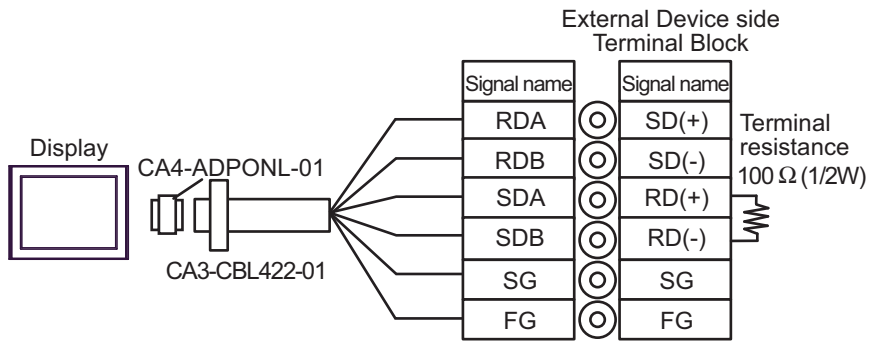 External Device side
Terminal Block
Signal name Signal name
RDA SD(+)
RDB SD(-)
SDA RD(+)
SDB RD(-)
SG SG
FG FG
Terminal
resistance
100 Ω (1/2W)
Display
CA4-ADPONL-01
CA3-CBL422-01